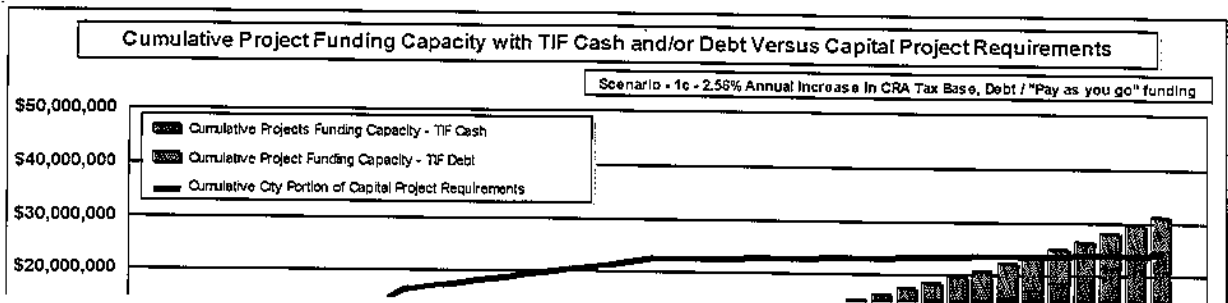 Cumulative Project Funding Capacity with TIF Cash and/or Debt Versus Capital Project Requirements
Scenario - 1c - 2.56% Annual Increase in CRA Tax Base, Debt / "Pay as you go" funding
$50,000,000
Cumulative Projects Funding Capacity - TIF Cash
$40,000,000
Cumulative Project Funding Capacity - TIF Debt
Cumulative City Portion of Capital Project Requirements
$30,000,000
$20,000,000